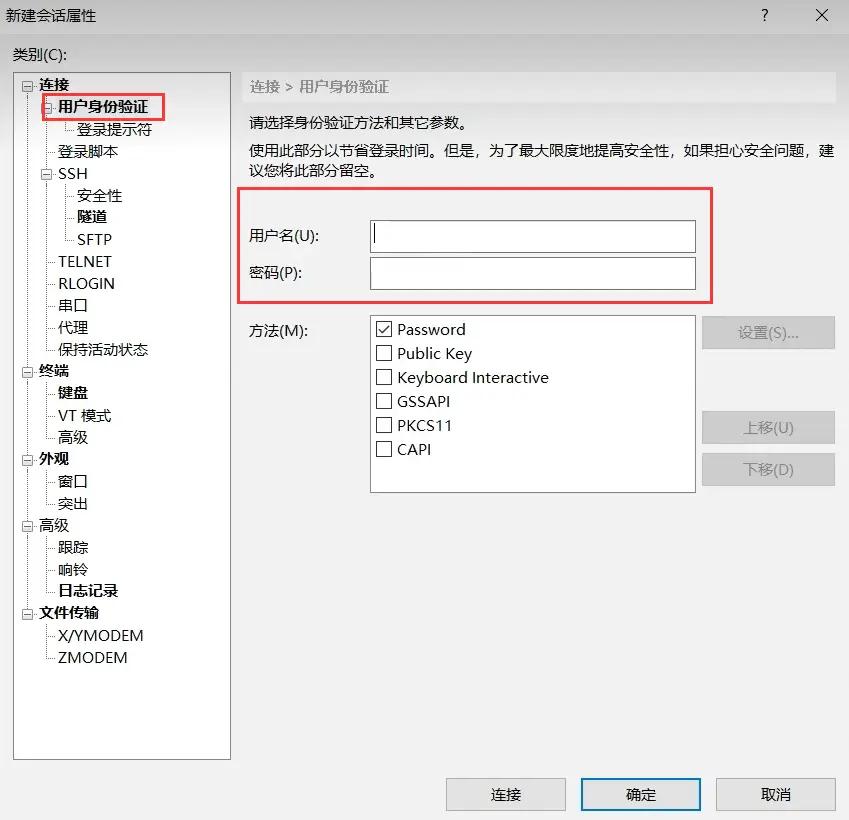 新建会话属性
?
类别(C):
连接
用户身份验证
登录提示符
登录脚本
SSH
安全性
隧道
SFTP
TELNET
RLOGIN
串口
代理
保持活动状态
终端
键盘
VT 模式
高级
外观
窗口
突出
高级
跟踪
响铃
日志记录
文件传输
X/YMODEM
ZMODEM
连接 > 用户身份验证
请选择身份验证方法和其它参数。
使用此部分以节省登录时间。但是，为了最大限度地提高安全性，如果担心安全问题，建
议您将此部分留空。
用户名(U):
密码(P):
方法(M):
Password
Public Key
Keyboard Interactive
GSSAPI
PKCS11
CAPI
设置(S)...
上移(U)
下移(D)
连接
确定
取消